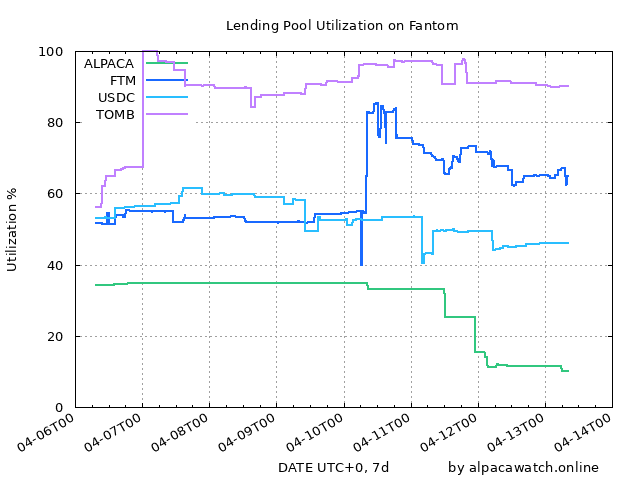 Lending Pool Utilization on Fantom
Utilization %
100
80
60
40
20
0
ALPACA
FTM
USDC
TOMB
04-06T00
04-07T00
04-08T00
04-09T00
04-10T00
04-11T00
04-12T00
04-13T00
04-14T00
DATE UTC+0, 7d
by alpacawatch.online